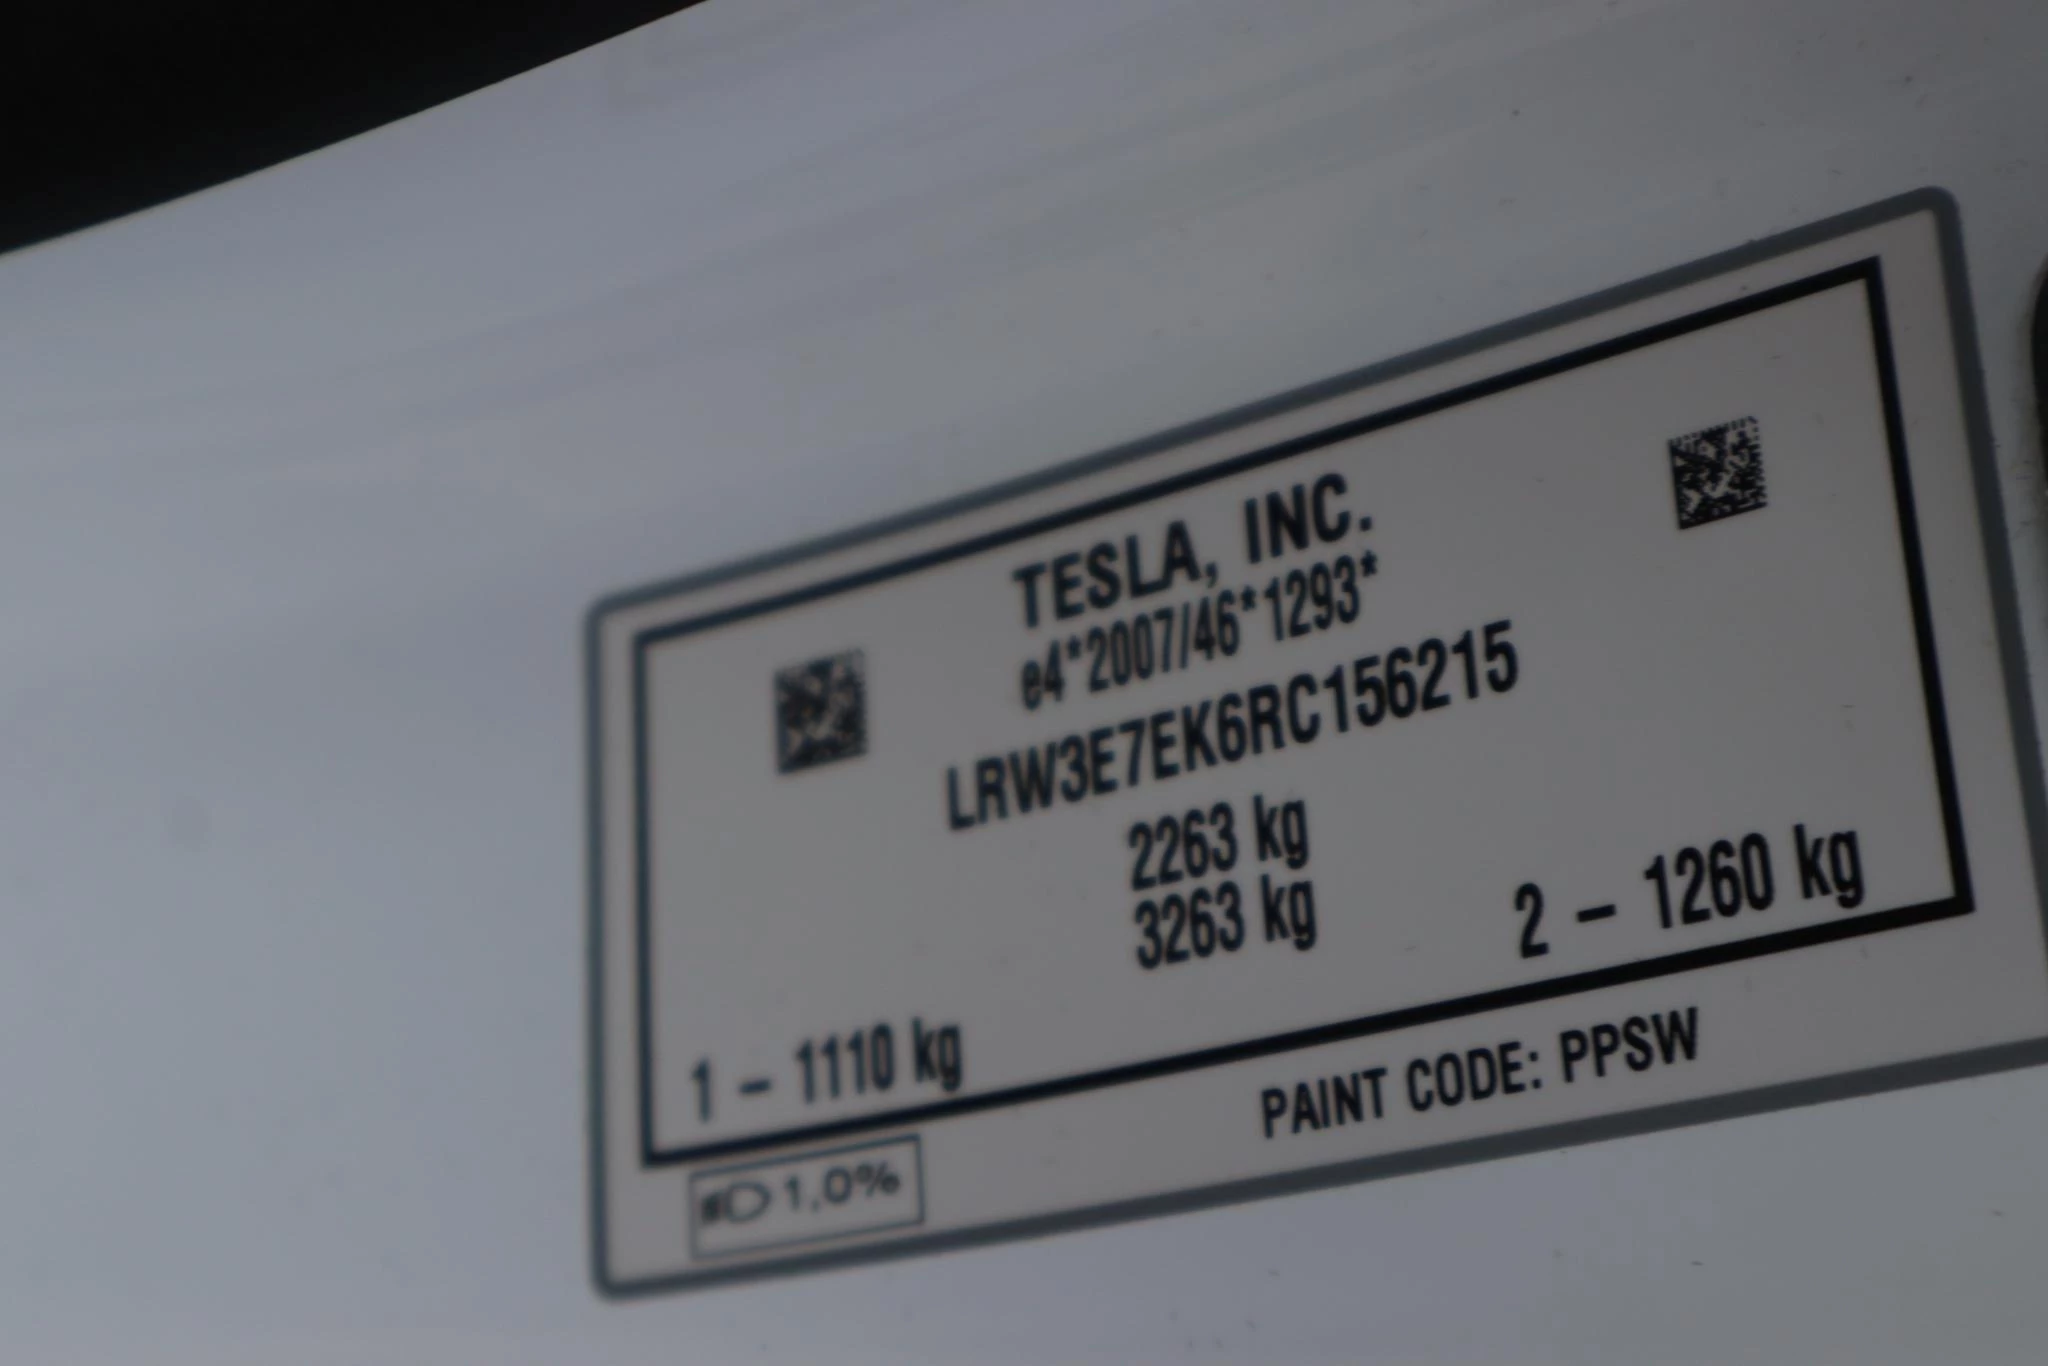 TESLA, INC.
e4*2007/46*1293*
LRW3E7EK6RC156215
2263 kg
3263 kg
1 – 1110 kg
2 – 1260 kg
1,0%
PAINT CODE: PPSW